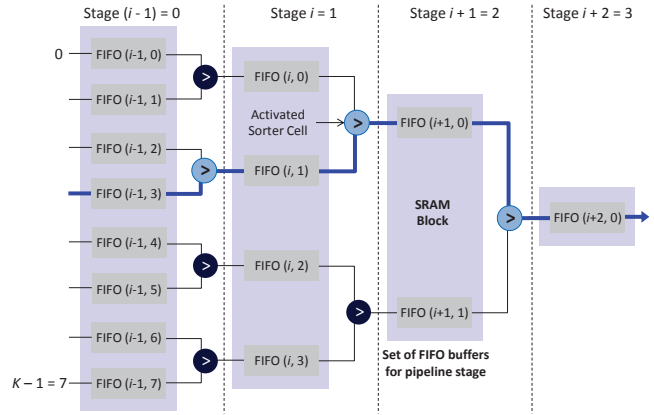 Stage (i - 1) = 0
Stage i = 1
Stage i + 1 = 2
Stage i + 2 = 3
0
FIFO (i-1, 0)
>
FIFO (i-1, 1)
FIFO (i-1, 2)
>
FIFO (i-1, 3)
FIFO (i-1, 4)
>
FIFO (i-1, 5)
FIFO (i-1, 6)
>
K – 1 = 7
FIFO (i-1, 7)
FIFO (i, 0)
Activated
Sorter Cell
>
FIFO (i, 1)
FIFO (i, 2)
>
FIFO (i, 3)
FIFO (i+1, 0)
SRAM
Block
>
FIFO (i+1, 1)
Set of FIFO buffers
for pipeline stage
FIFO (i+2, 0)